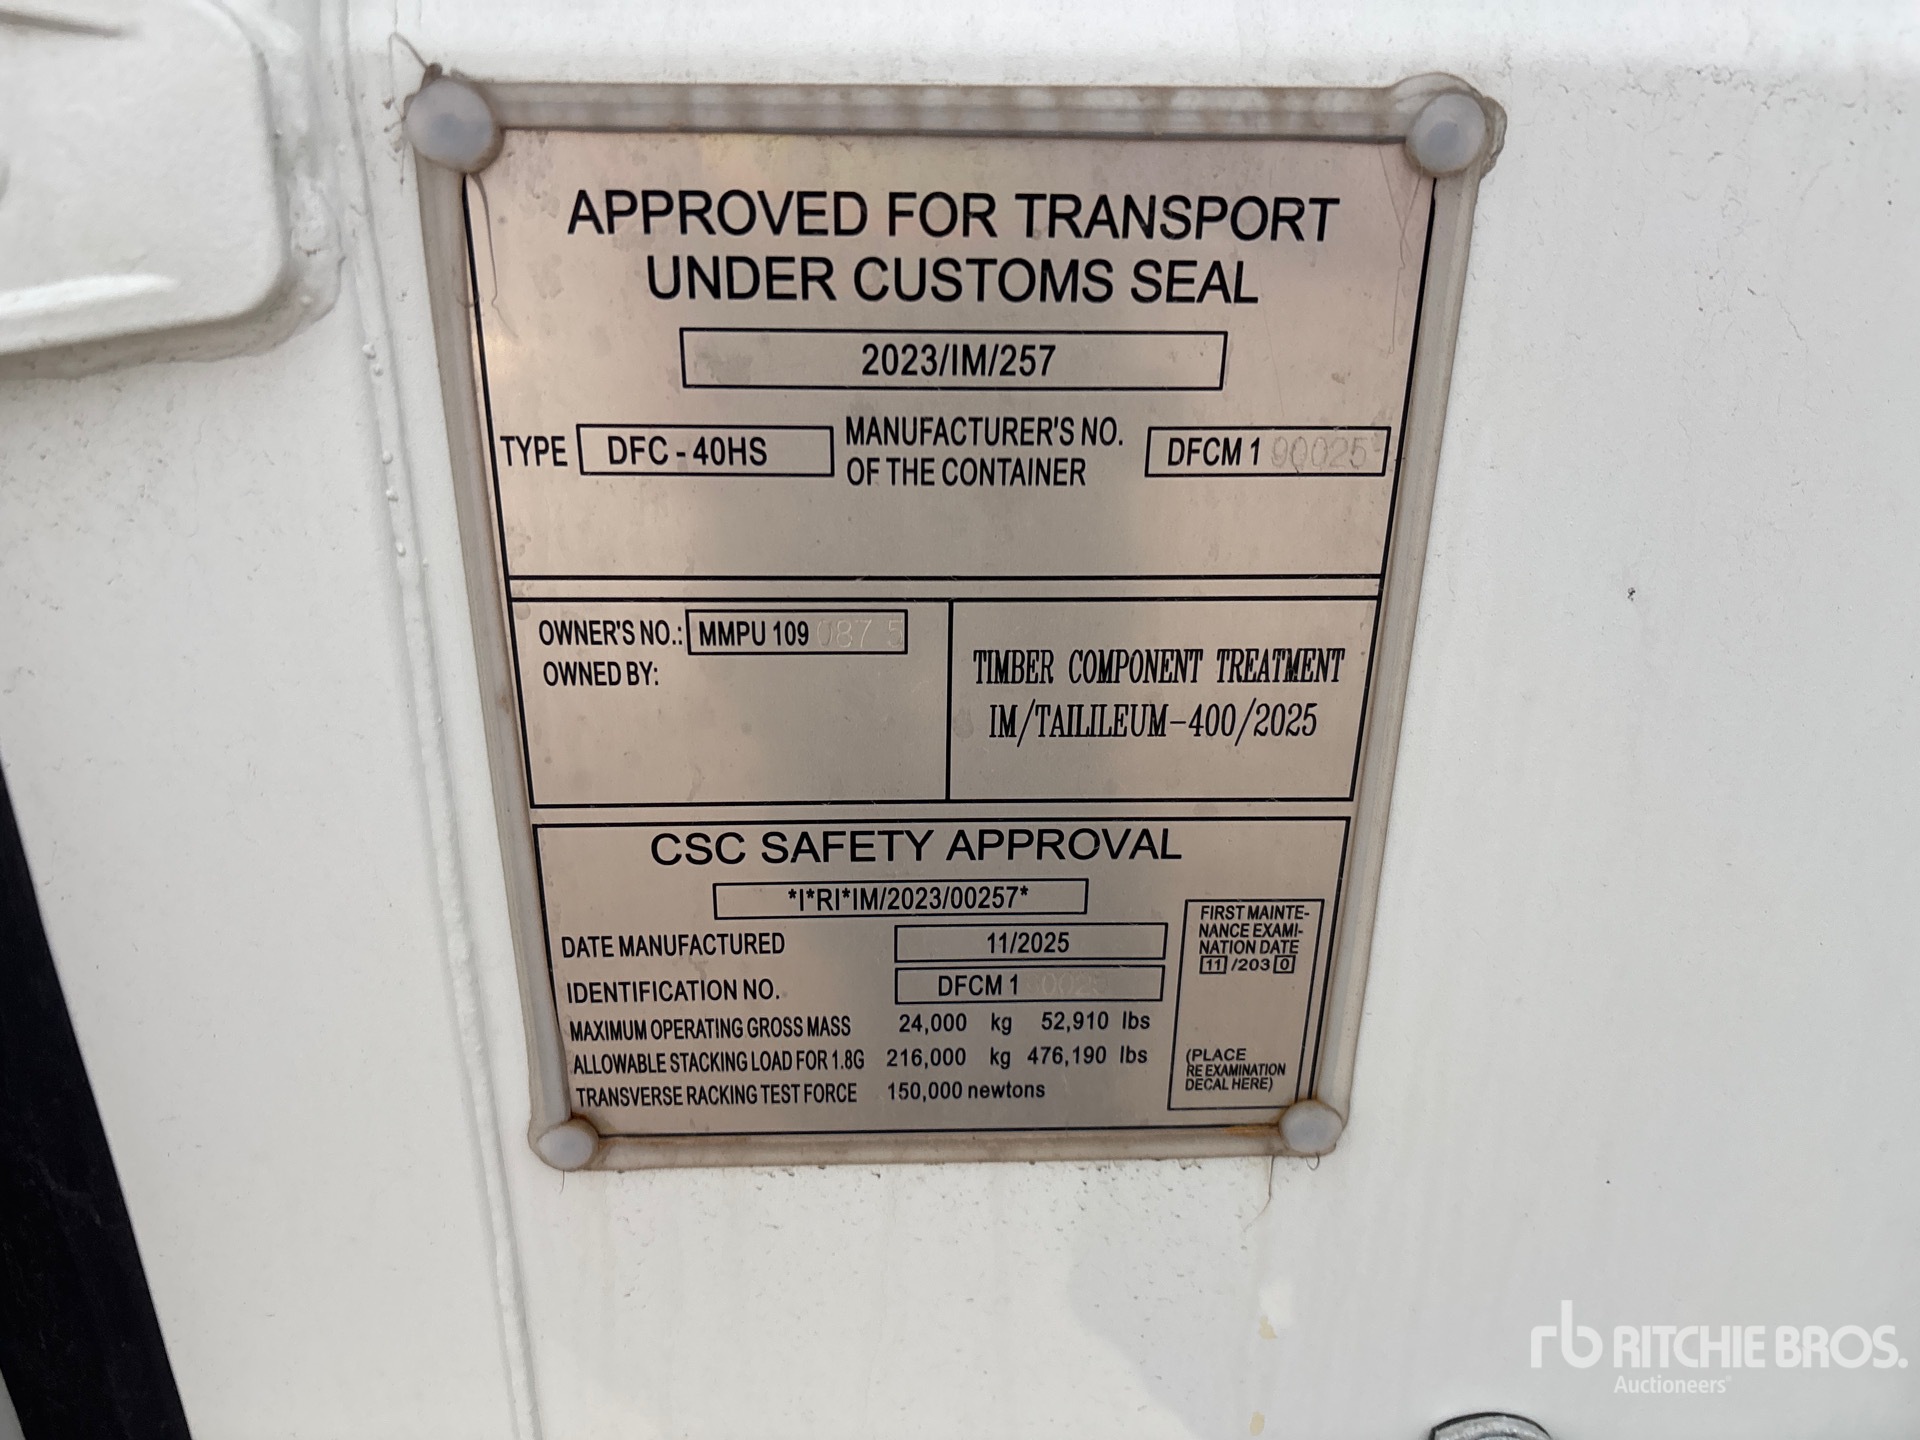 APPROVED FOR TRANSPORT
UNDER CUSTOMS SEAL
2023/IM/257
TYPE DFC - 40HS
MANUFACTURER'S NO.
OF THE CONTAINER
DFCM 1 90025
OWNER'S NO.: MMPU 109 087 5
OWNED BY:
TIMBER COMPONENT TREATMENT
IM/TAILILEUM-400/2025
CSC SAFETY APPROVAL
*I*RI*IM/2023/00257*
DATE MANUFACTURED 11/2025
IDENTIFICATION NO. DFCM 1
MAXIMUM OPERATING GROSS MASS 24,000 kg 52,910 lbs
ALLOWABLE STACKING LOAD FOR 1.8G 216,000 kg 476,190 lbs
TRANSVERSE RACKING TEST FORCE 150,000 newtons
FIRST MAINTE-
NANCE EXAMI-
NATION DATE
11 /203 0
(PLACE
RE EXAMINATION
DECAL HERE)
rb RITCHIE BROS.
Auctioneers